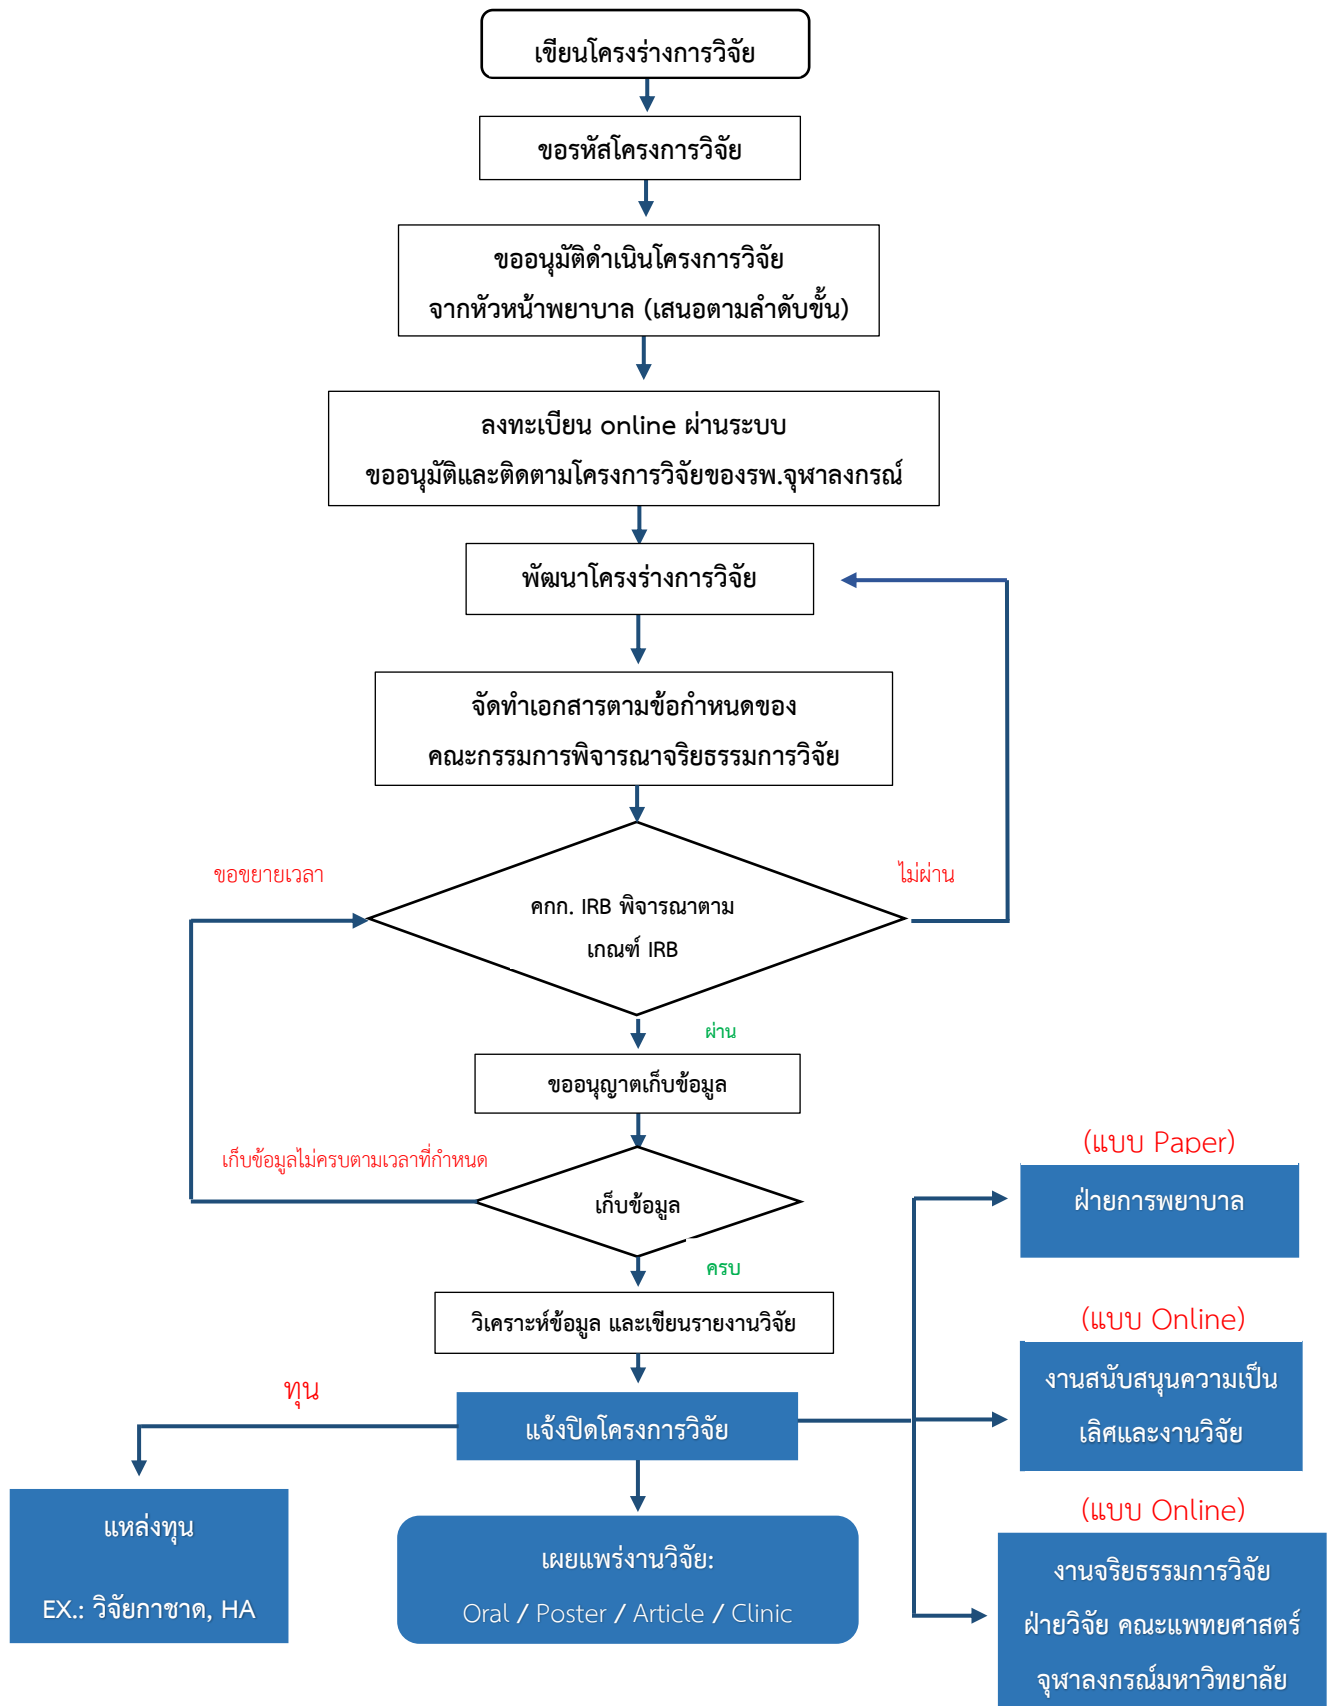 เขียนโครงร่างการวิจัย
ขอรหัสโครงการวิจัย
ขออนุมัติดำเนินโครงการวิจัย
จากหัวหน้าพยาบาล (เสนอตามลำดับขั้น)
ลงทะเบียน online ผ่านระบบ
ขออนุมัติและติดตามโครงการวิจัยของรพ.จุฬาลงกรณ์
พัฒนาโครงร่างการวิจัย
จัดทำเอกสารตามข้อกำหนดของ
คณะกรรมการพิจารณาจริยธรรมการวิจัย
ขอขยายเวลา
ไม่ผ่าน
คกก. IRB พิจารณาตาม
เกณฑ์ IRB
ผ่าน
ขออนุญาตเก็บข้อมูล
เก็บข้อมูลไม่ครบตามเวลาที่กำหนด
เก็บข้อมูล
ครบ
วิเคราะห์ข้อมูล และเขียนรายงานวิจัย
ทุน
แจ้งปิดโครงการวิจัย
(แบบ Paper)
ฝ่ายการพยาบาล
(แบบ Online)
งานสนับสนุนความเป็น
เลิศและงานวิจัย
(แบบ Online)
งานจริยธรรมการวิจัย
ฝ่ายวิจัย คณะแพทยศาสตร์
จุฬาลงกรณ์มหาวิทยาลัย
แหล่งทุน
EX.: วิจัยกาชาด, HA
เผยแพร่งานวิจัย:
Oral / Poster / Article / Clinic